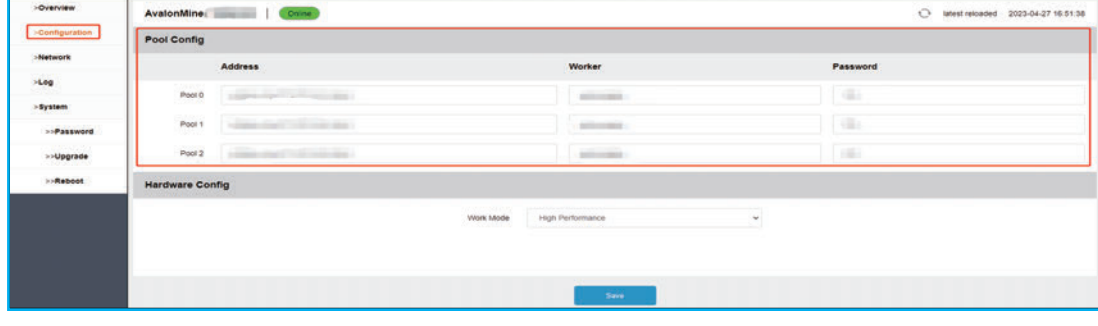 >Overview
AvalonMiner | Online latest reloaded 2023-04-27 16:51:38
>Configuration
Pool Config
>Network
Address Worker Password
>Log
Pool 0
>System
Pool 1
>>Password
Pool 2
>>Upgrade
>>Reboot
Hardware Config
Work Mode High Performance
Save